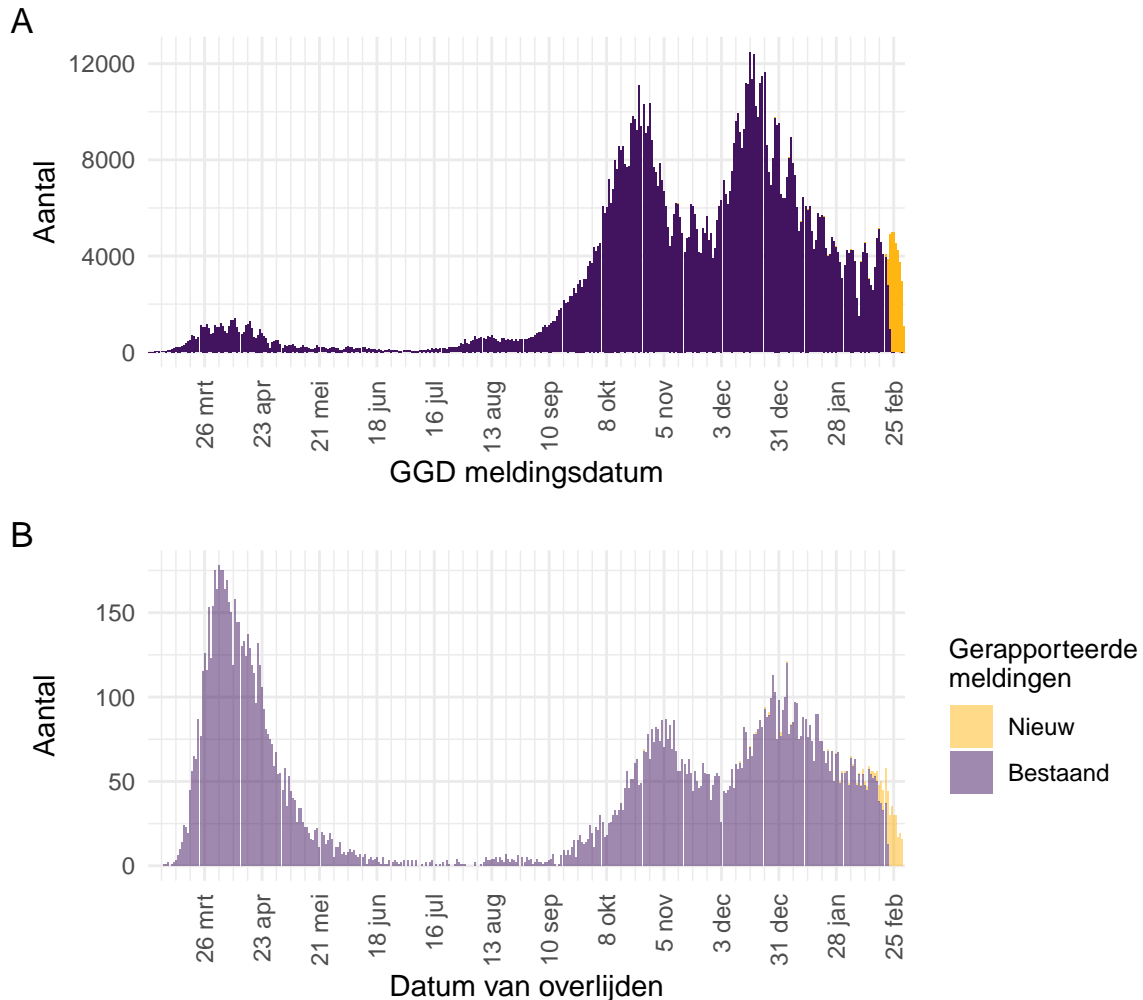 A
12000
8000
4000
0
Aantal
26 mrt
23 apr
21 mei
18 jun
16 jul
13 aug
10 sep
8 okt
5 nov
3 dec
31 dec
28 jan
25 feb
GGD meldingsdatum
B
150
100
50
0
Aantal
26 mrt
23 apr
21 mei
18 jun
16 jul
13 aug
10 sep
8 okt
5 nov
3 dec
31 dec
28 jan
25 feb
Datum van overlijden
Gerapporteerde
meldingen
Nieuw
Bestaand